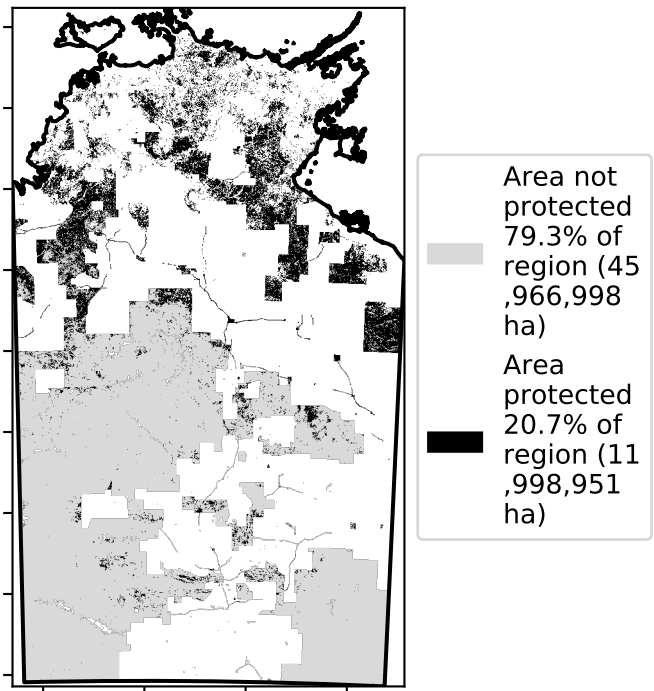 Area not
protected
79.3% of
region (45
,966,998
ha)
Area
protected
20.7% of
region (11
,998,951
ha)